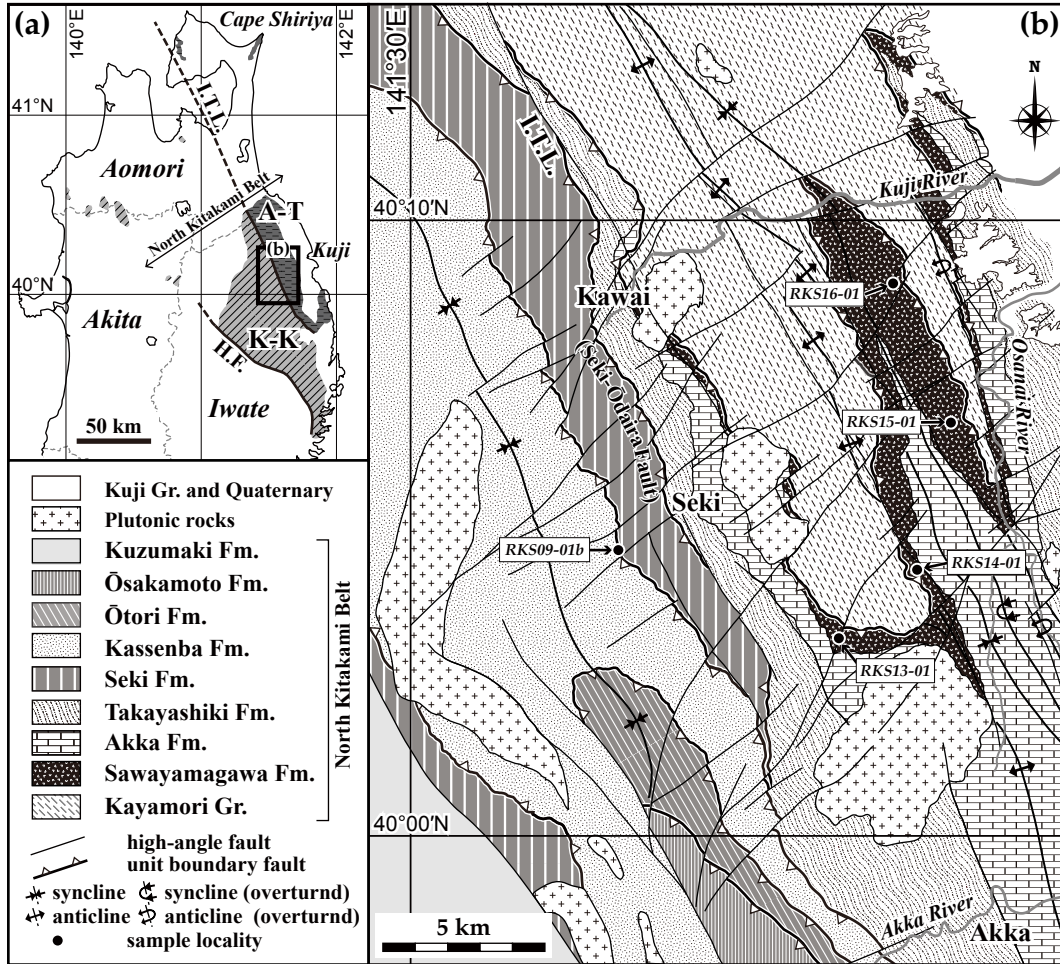 (a)
140°E
142°E
Cape Shiriya
I.T.L.
41°N
Aomori
North Kitakami Belt
A-T
(b)
Kuji
40°N
Akita
K-K
H.F.
Iwate
50 km
Kuji Gr. and Quaternary
Plutonic rocks
Kuzumaki Fm.
Ōsakamoto Fm.
Ōtori Fm.
Kassenba Fm.
Seki Fm.
Takayashiki Fm.
Akka Fm.
Sawayamagawa Fm.
Kayamori Gr.
North Kitakami Belt
high-angle fault
unit boundary fault
syncline
syncline (overturnd)
anticline
anticline (overturnd)
sample locality
(b)
141°30′E
N
I.T.L.
Kuji River
40°10′N
RKS16-01
Kawai
(Seki-Ōdaira Fault)
Osanai River
RKS15-01
Seki
RKS09-01b
RKS14-01
RKS13-01
40°00′N
5 km
Akka River
Akka